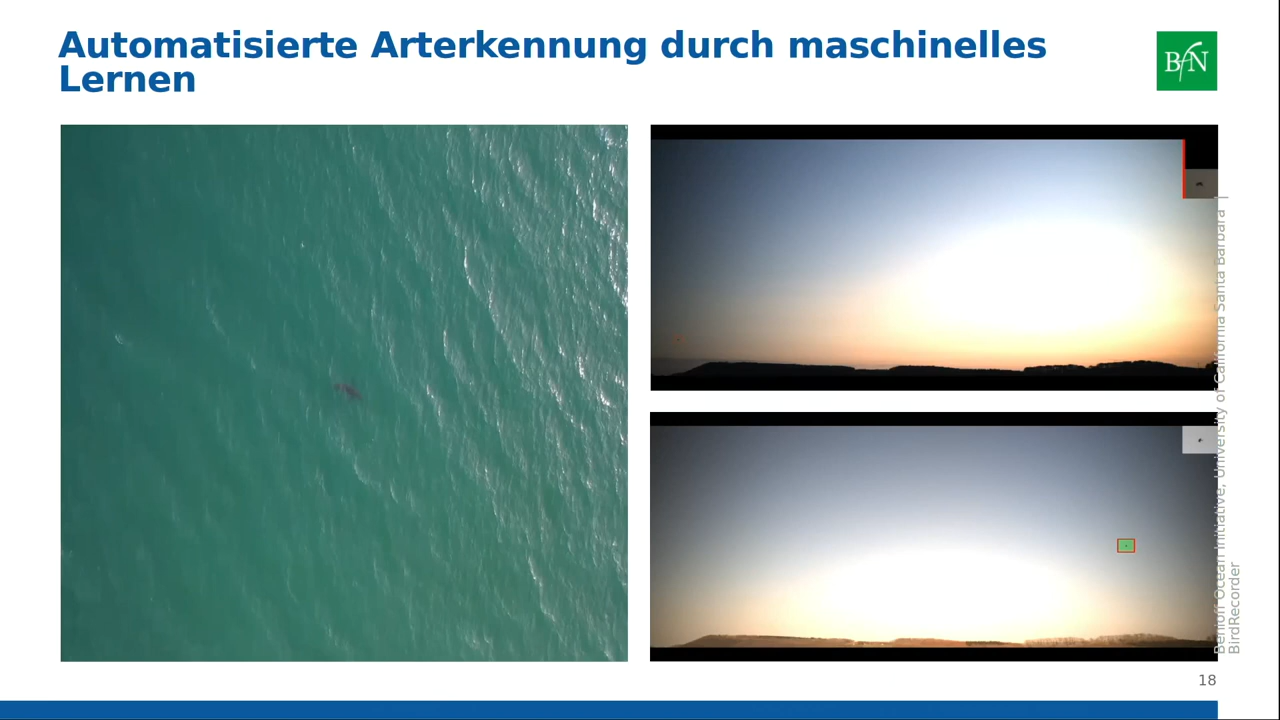 Automatisierte Arterkennung durch maschinelles
Lernen
BfN
Benioff Ocean Initiative, University of California Santa Barbara |
BirdRecorder
18